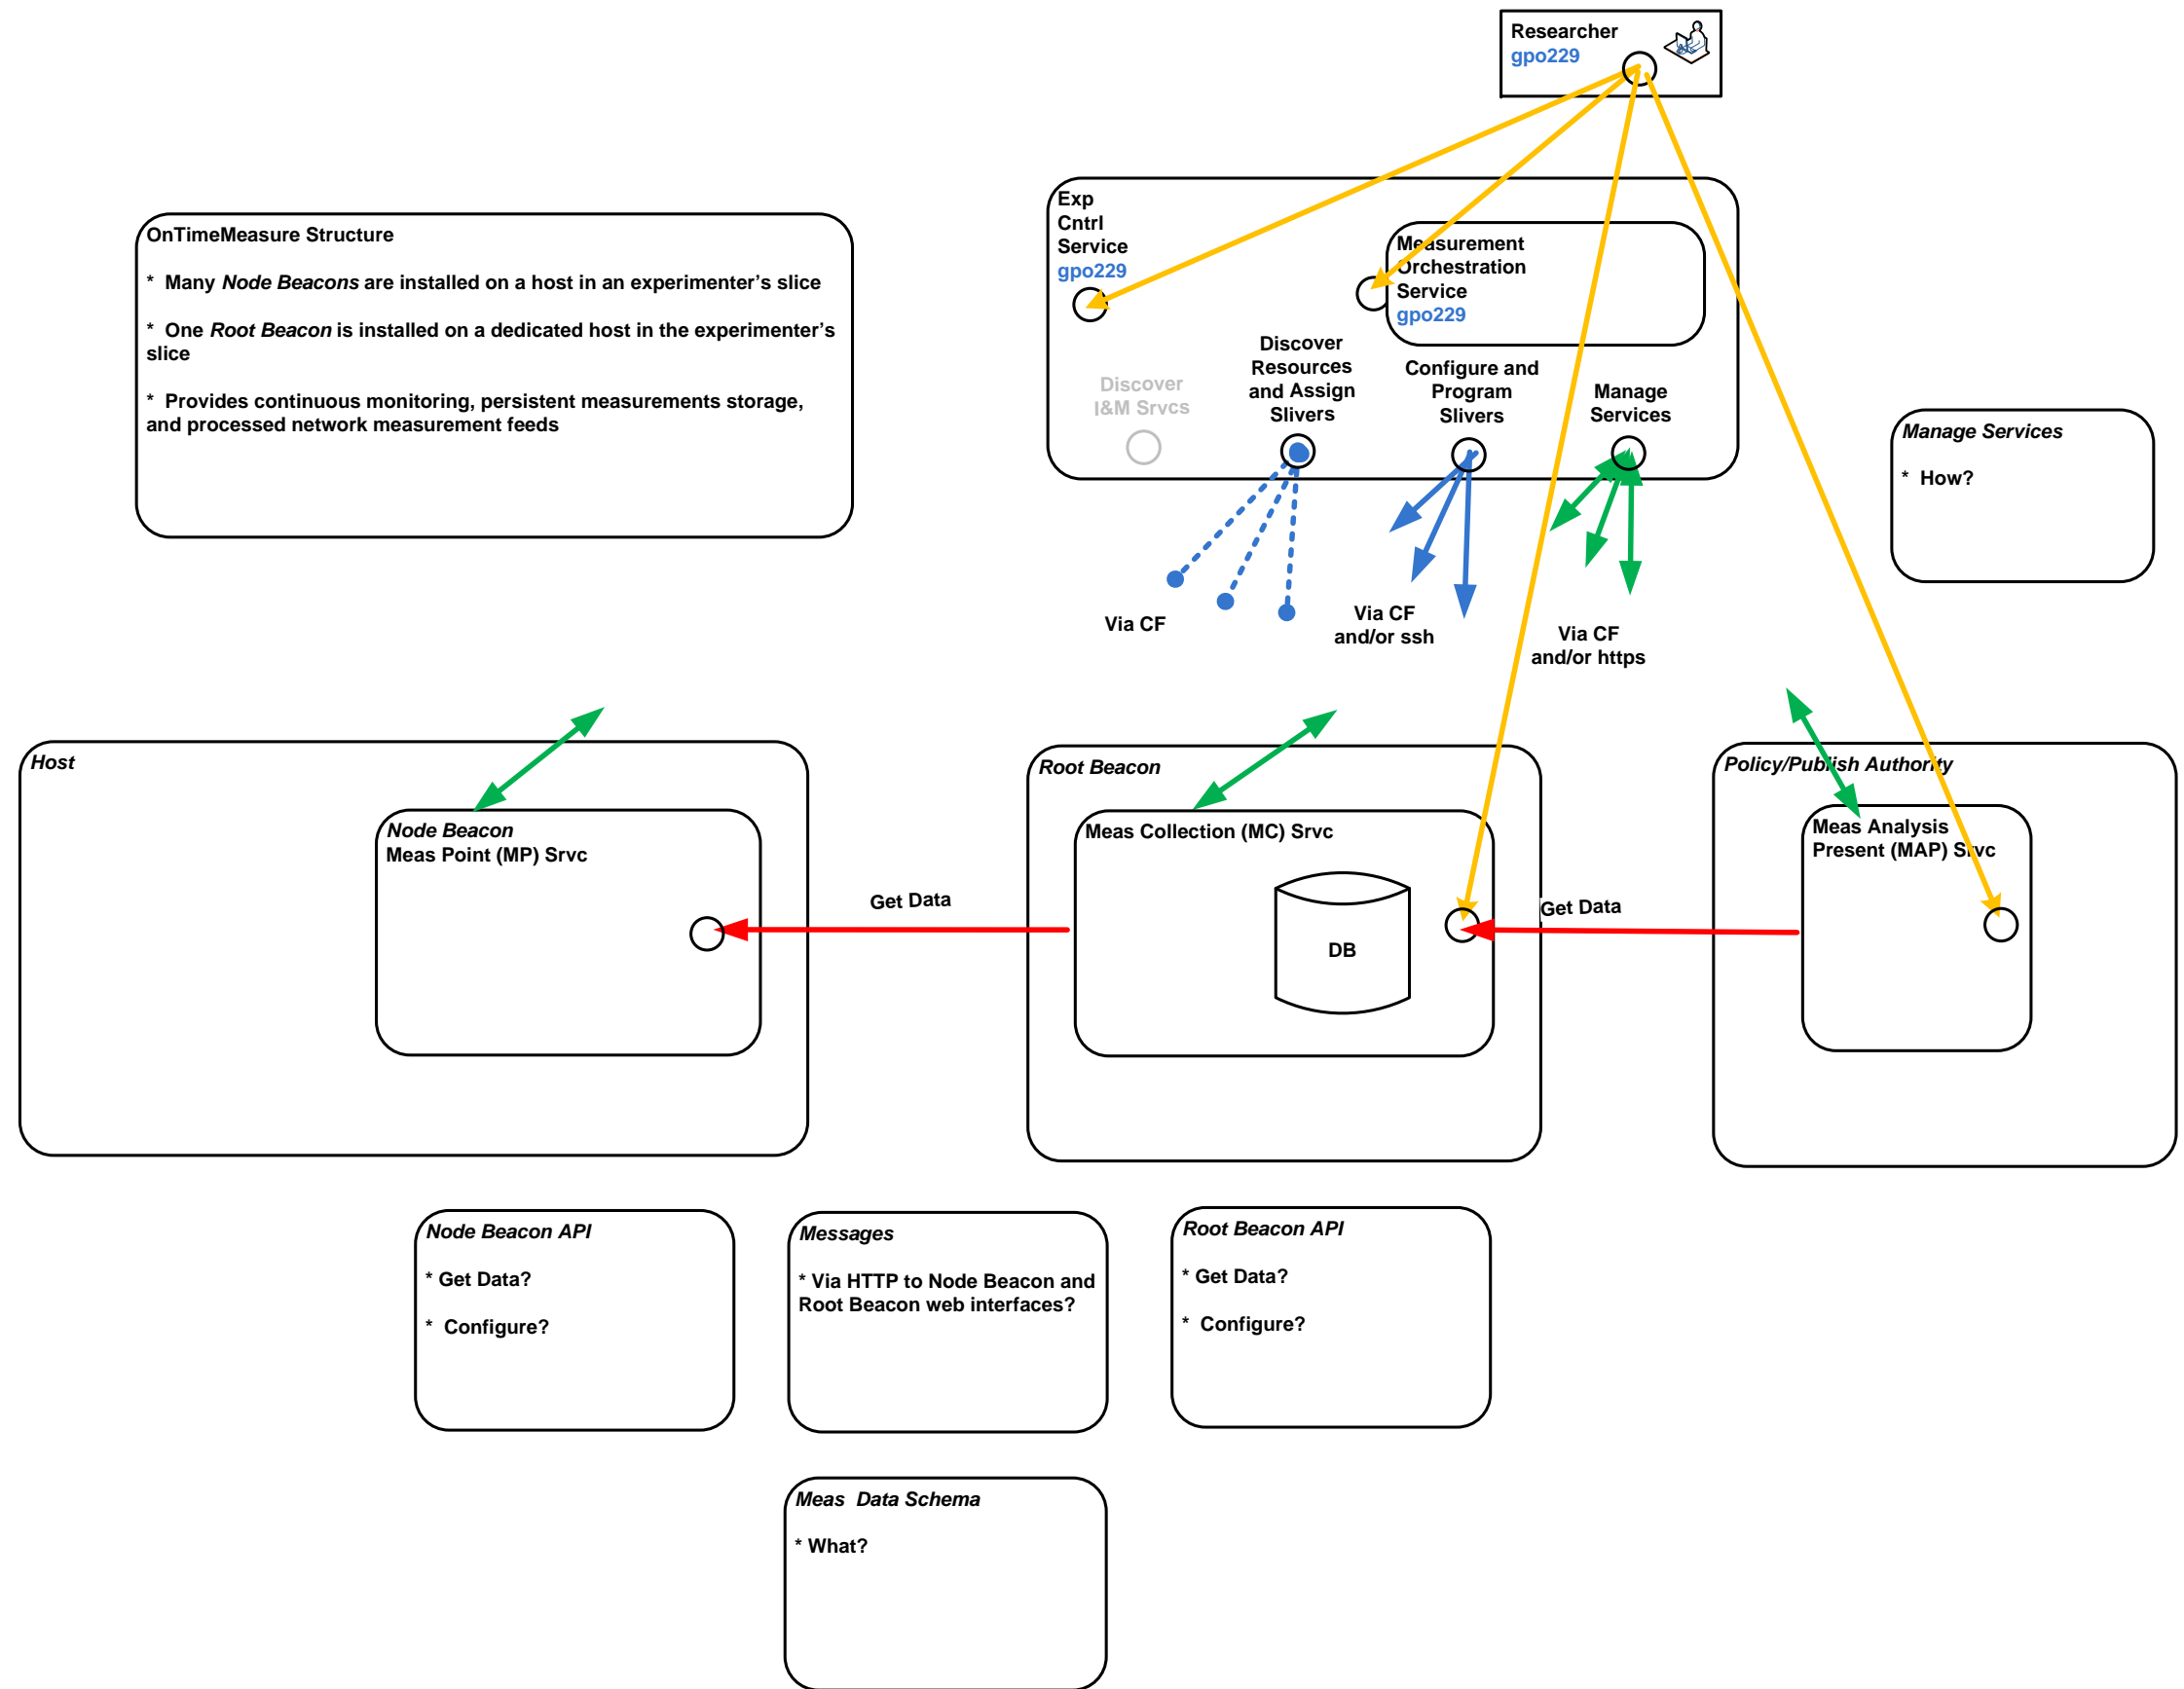 Researcher
gpo229
Exp
Cntrl
Service
gpo229
Measurement
Orchestration
Service
gpo229
Discover
I&M Srvcs
Discover
Resources
and Assign
Slivers
Configure and
Program
Slivers
Manage
Services
OnTimeMeasure Structure
* Many Node Beacons are installed on a host in an experimenter's slice
* One Root Beacon is installed on a dedicated host in the experimenter's
slice
* Provides continuous monitoring, persistent measurements storage,
and processed network measurement feeds
Manage Services
* How?
Via CF
Via CF
and/or ssh
Via CF
and/or https
Host
Node Beacon
Meas Point (MP) Srvc
Get Data
Root Beacon
Meas Collection (MC) Srvc
DB
Get Data
Policy/Publish Authority
Meas Analysis
Present (MAP) Svc
Node Beacon API
* Get Data?
* Configure?
Messages
* Via HTTP to Node Beacon and
Root Beacon web interfaces?
Root Beacon API
* Get Data?
* Configure?
Meas Data Schema
* What?